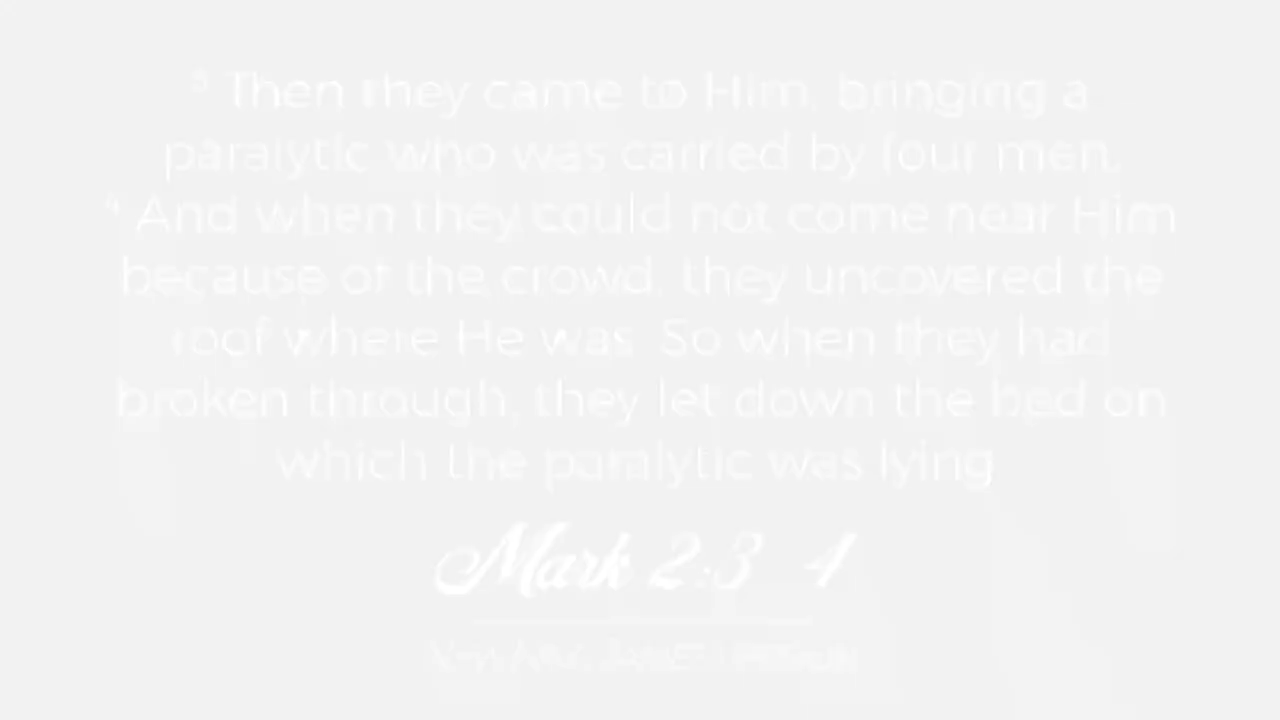 ³ Then they came to Him, bringing a
paralytic who was carried by four men.
⁴ And when they could not come near Him
because of the crowd, they uncovered the
roof where He was. So when they had
broken through, they let down the bed on
which the paralytic was lying
Mark 2:3 4